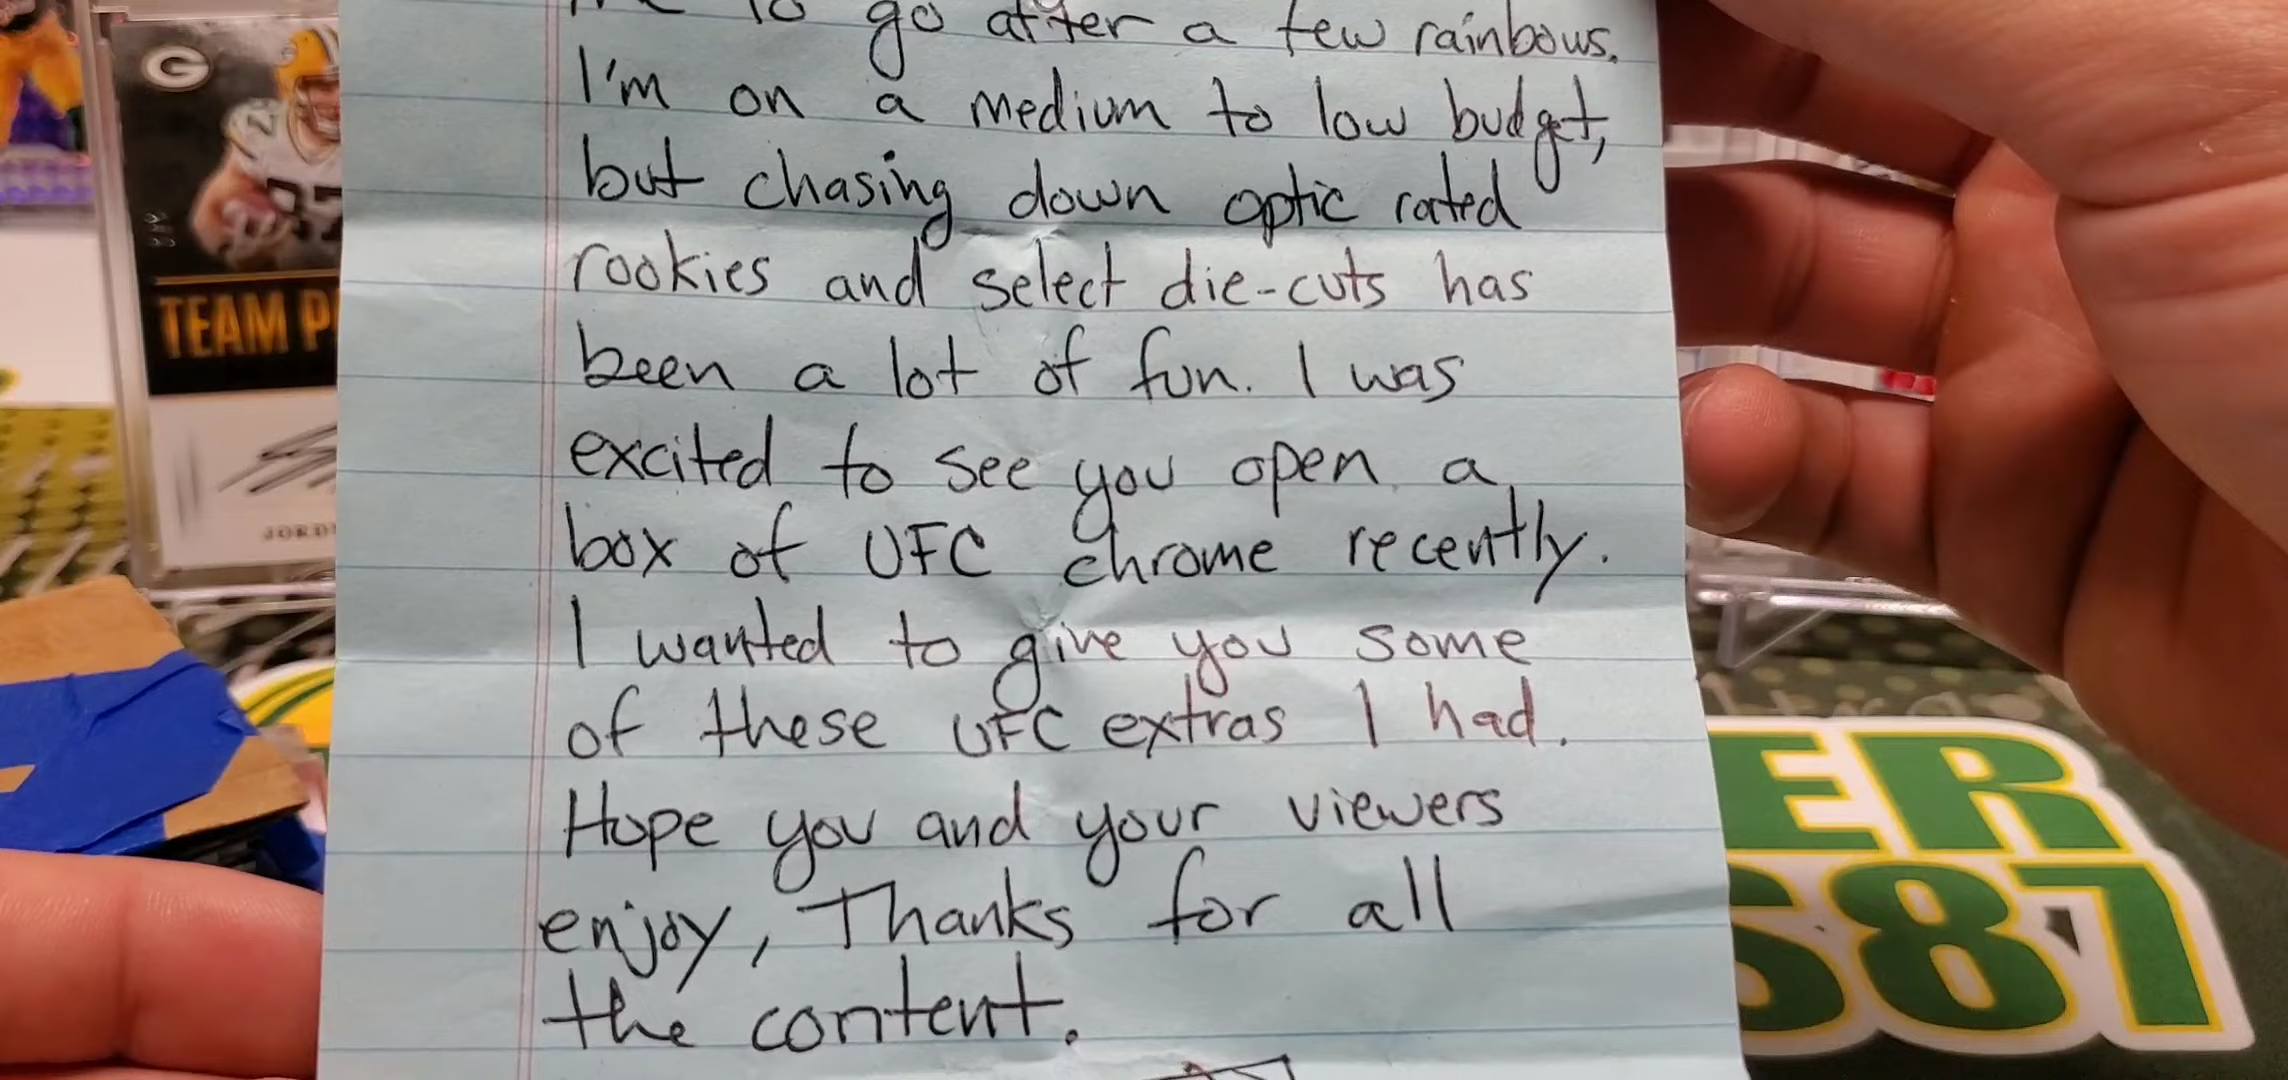 to go after a few rainbows.
I'm on a medium to low budget,
but chasing down optic rated
rookies and select die-cuts has
been a lot of fun. I was
excited to see you open a
box of UFC chrome recently.
I wanted to give you some
of these UFC extras I had.
Hope you and your viewers
enjoy, Thanks for all
the content.
G
TEAM P
JORD
ER
87